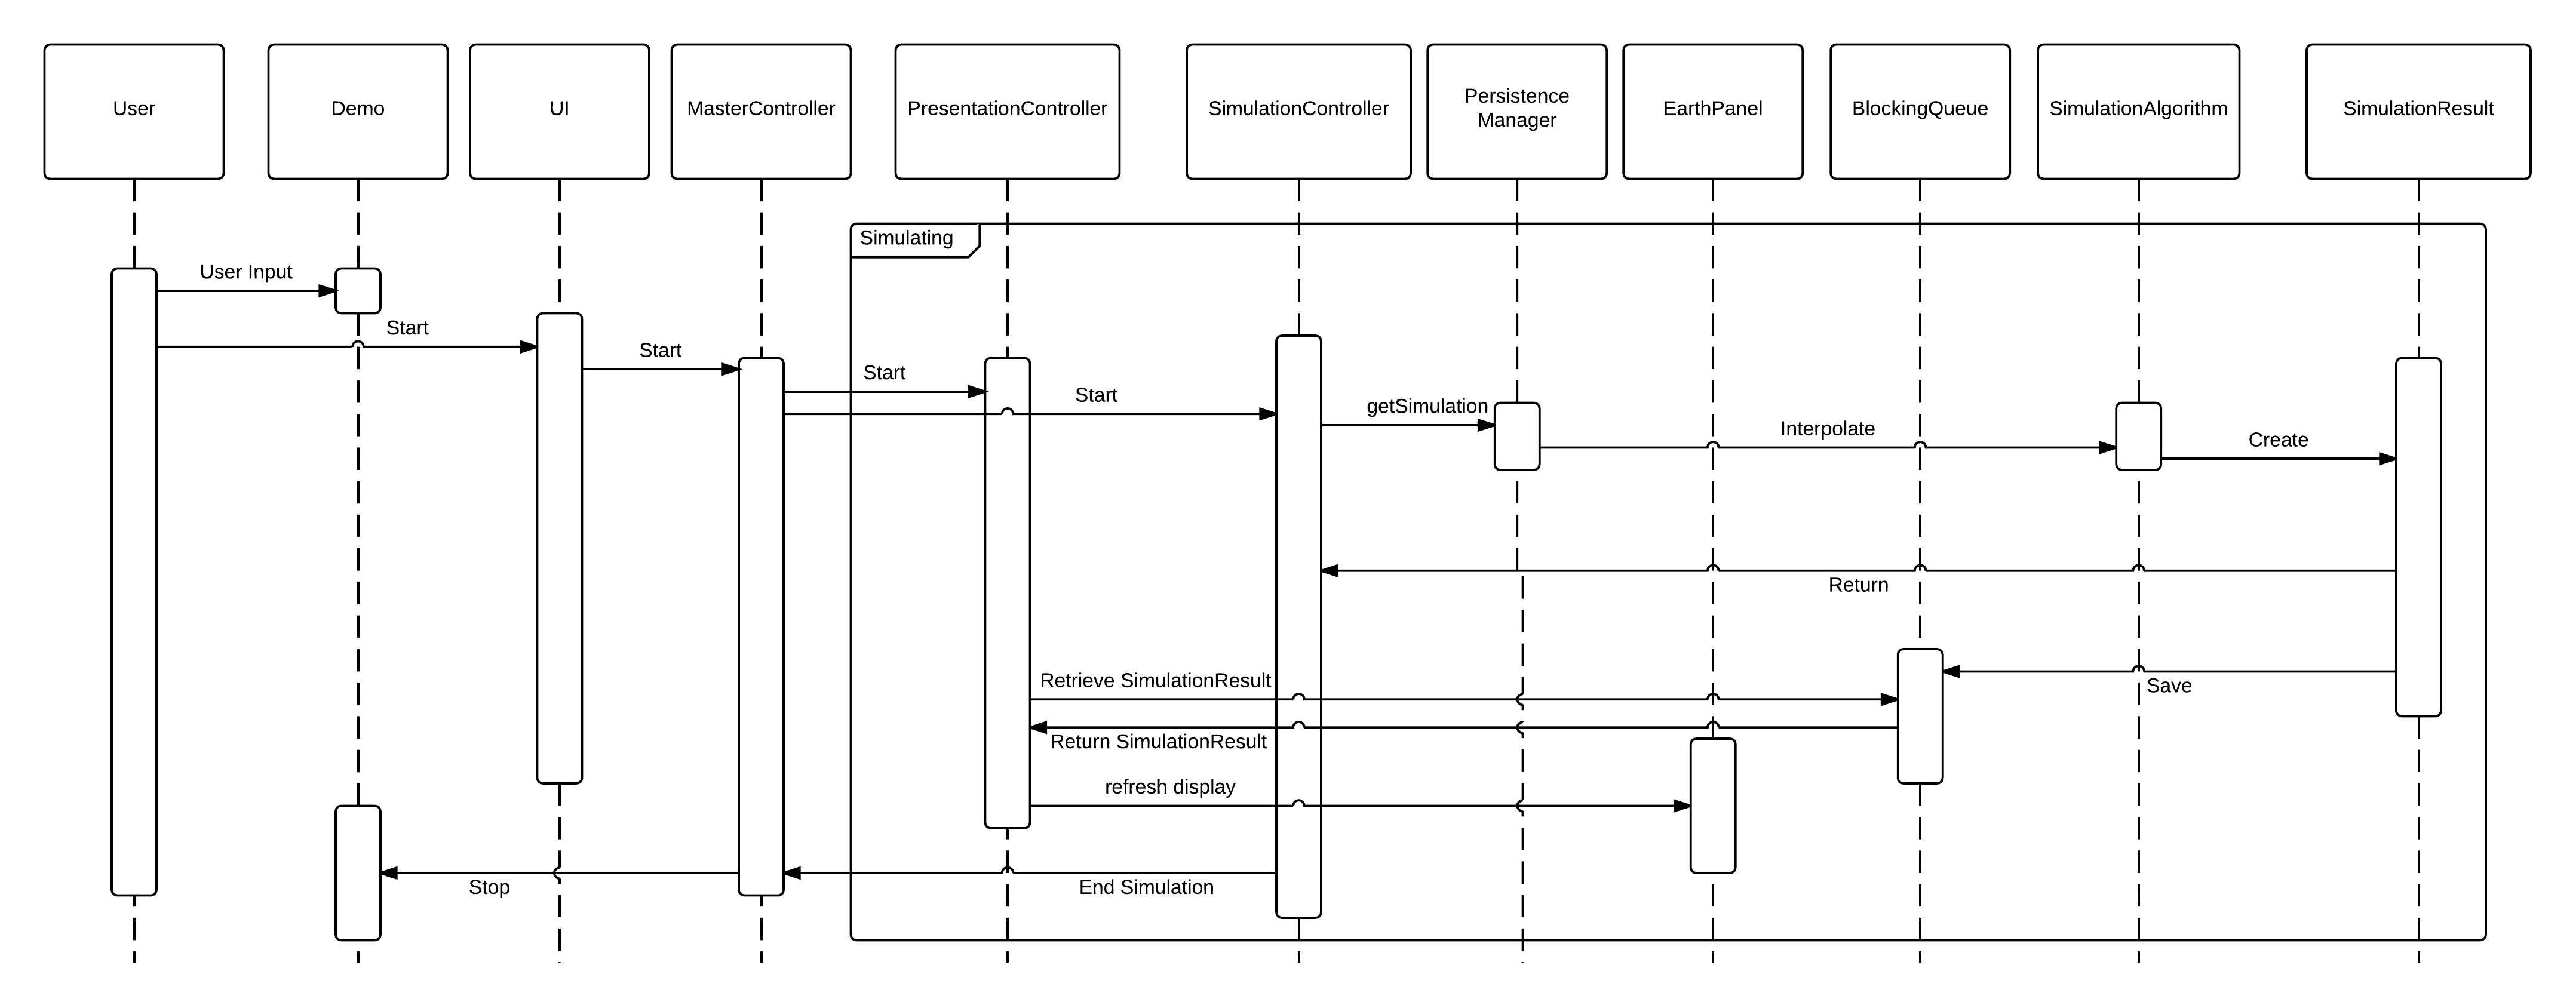 User
Demo
UI
MasterController
PresentationController
SimulationController
Persistence
Manager
EarthPanel
BlockingQueue
SimulationAlgorithm
SimulationResult
Simulating
User Input
Start
Start
Start
Start
getSimulation
Interpolate
Create
Return
Retrieve SimulationResult
Save
Return SimulationResult
refresh display
Stop
End Simulation